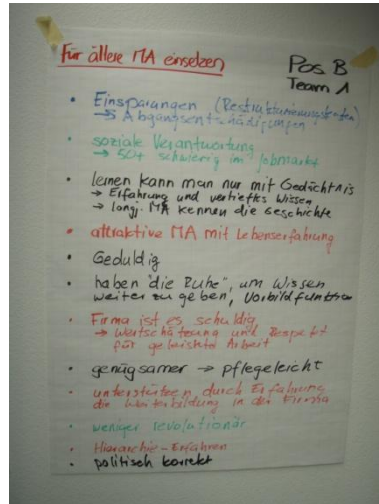 Für ältere MA einsetzen
Pos. B
Team 1
• Einsparungen (Restrukturierungskosten)
→ Abgangsentschädigungen
• soziale Verantwortung
→ 50+ schwierig im Jobmarkt
• lernen kann man nur mit Gedächtnis
→ Erfahrung und vertieftes Wissen
→ langj. MA kennen die Geschichte
• attraktive MA mit Lebenserfahrung
• Geduldig
• haben "die Ruhe", um Wissen
weiter zu geben, Vorbildfunktion
• Firma ist es schuldig
→ Wertschätzung und Respekt
für geleistete Arbeit
• genügsamer → pflegeleicht
• unterstützen durch Erfahrung
die Weiterbildung in der Firma
• weniger revolutionär
• Hierarchie-Erfahren
• politisch korrekt